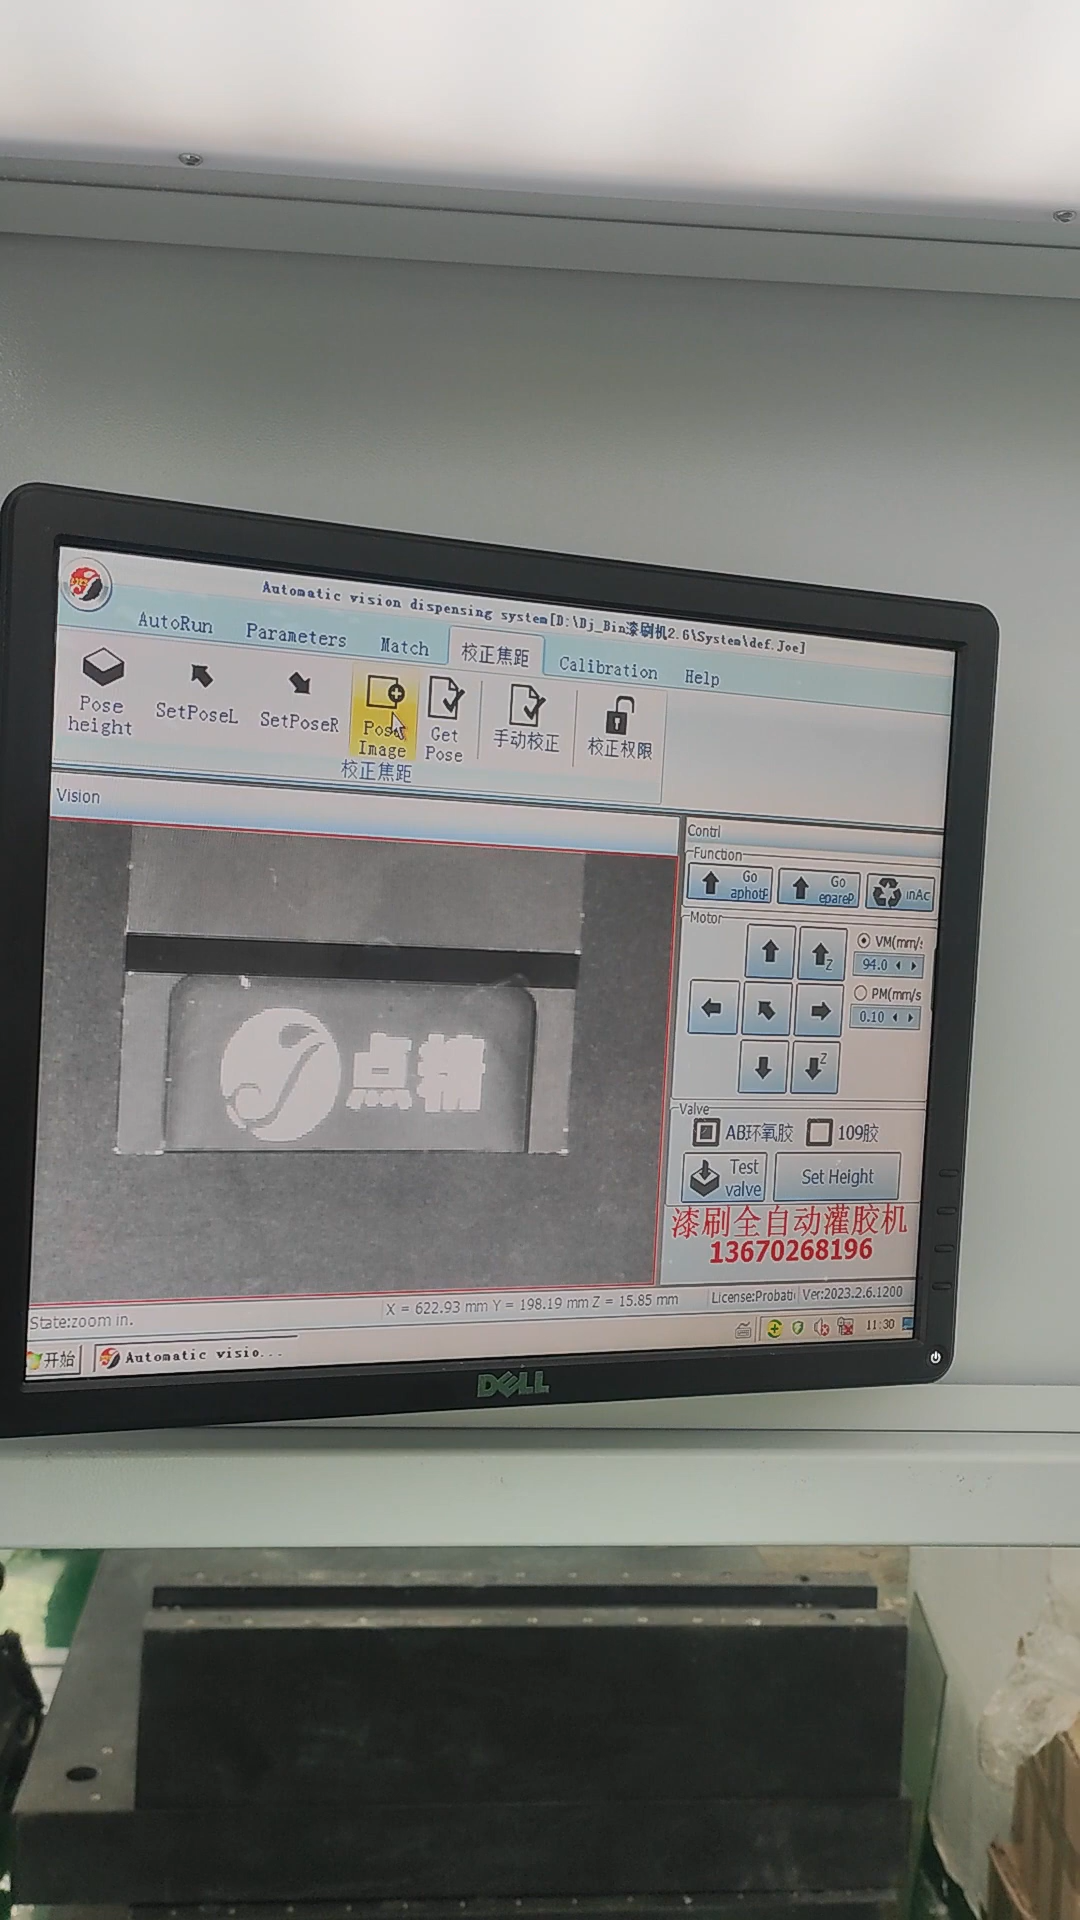 Automatic vision dispensing system[D:\Dj_Bin漆刷机2.6\System\def.Joe]
AutoRun Parameters Match 校正焦距 Calibration Help
Pose height
SetPoseL
SetPoseR
Pose Image
Get Pose
手动校正
校正权限
校正焦距
Vision
点精
Contrl
Function
Go aphotP
Go epareP
inAc
Motor
VM(mm/s
94.0
Z
PM(mm/s
0.10
Z
Valve
AB环氧胶 109胶
Test valve
Set Height
漆刷全自动灌胶机
13670268196
State:zoom in.
X = 622.93 mm Y = 198.19 mm Z = 15.85 mm
License:Probati
Ver:2023.2.6.1200
开始
Automatic visio...
11:30
DELL